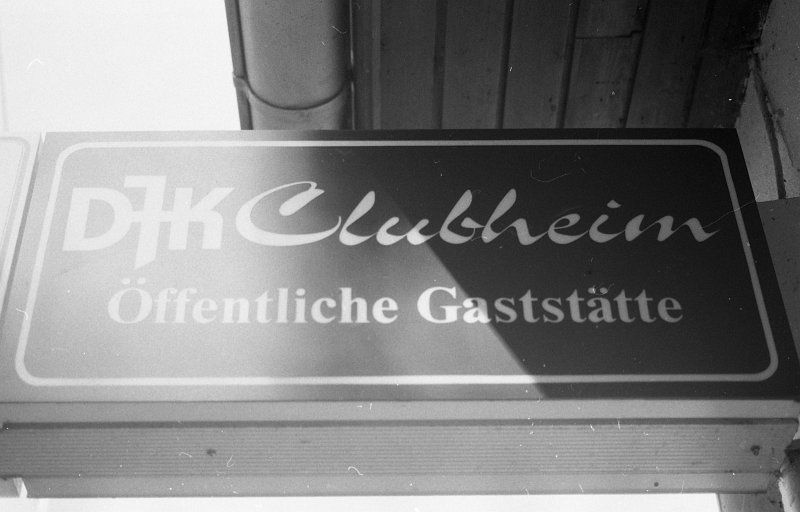 DJK Clubheim
Öffentliche Gaststätte